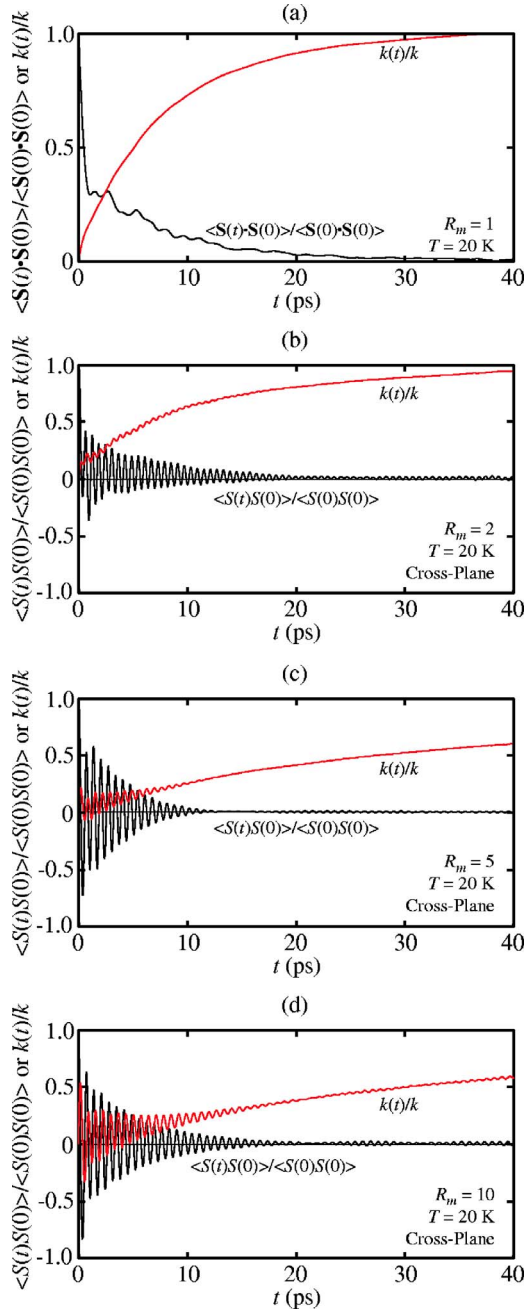 (a)
<S(t)•S(0)>/<S(0)•S(0)> or k(t)/k
1.0
0.5
0
k(t)/k
<S(t)•S(0)>/<S(0)•S(0)>
R_m = 1
T = 20 K
0 10 20 30 40
t (ps)
(b)
<S(t)S(0)>/<S(0)S(0)> or k(t)/k
1.0
0.5
0
-0.5
-1.0
k(t)/k
<S(t)S(0)>/<S(0)S(0)>
R_m = 2
T = 20 K
Cross-Plane
0 10 20 30 40
t (ps)
(c)
<S(t)S(0)>/<S(0)S(0)> or k(t)/k
1.0
0.5
0
-0.5
-1.0
k(t)/k
<S(t)S(0)>/<S(0)S(0)>
R_m = 5
T = 20 K
Cross-Plane
0 10 20 30 40
t (ps)
(d)
<S(t)S(0)>/<S(0)S(0)> or k(t)/k
1.0
0.5
0
-0.5
-1.0
k(t)/k
<S(t)S(0)>/<S(0)S(0)>
R_m = 10
T = 20 K
Cross-Plane
0 10 20 30 40
t (ps)